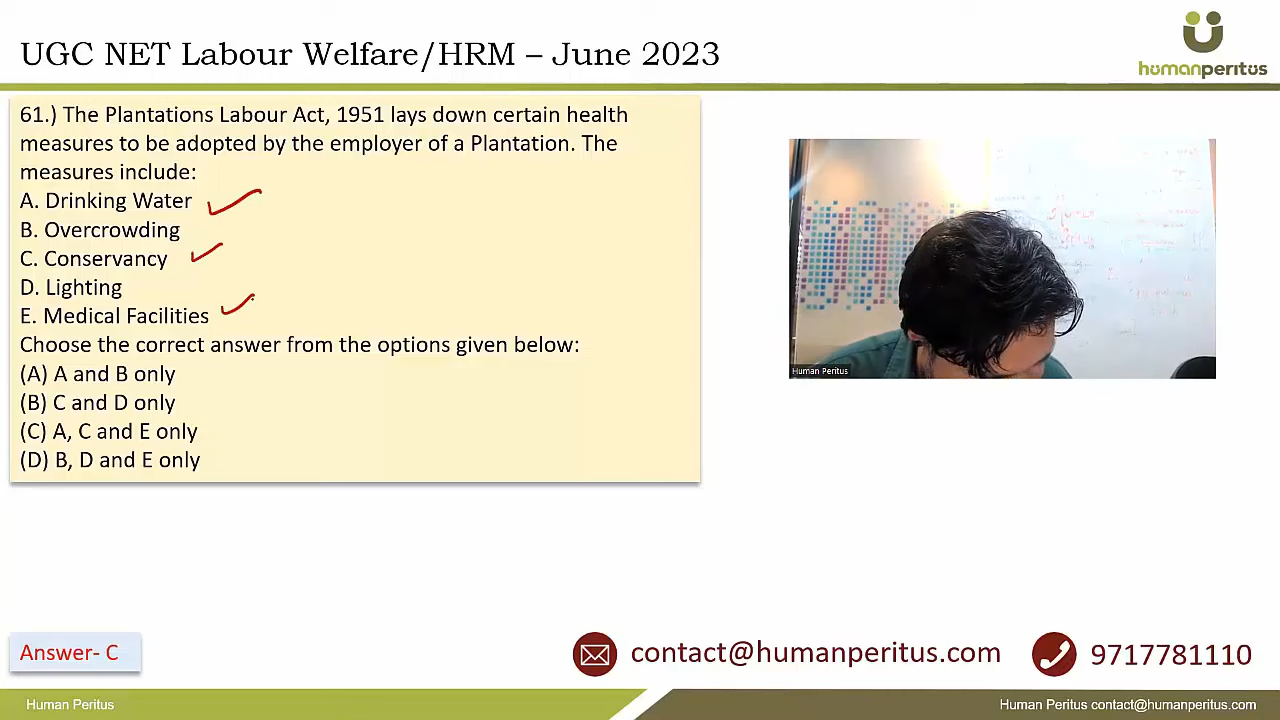 UGC NET Labour Welfare/HRM – June 2023
humanperitus
61.) The Plantations Labour Act, 1951 lays down certain health
measures to be adopted by the employer of a Plantation. The
measures include:
A. Drinking Water
B. Overcrowding
C. Conservancy
D. Lighting
E. Medical Facilities
Choose the correct answer from the options given below:
(A) A and B only
(B) C and D only
(C) A, C and E only
(D) B, D and E only
Human Peritus
Answer- C
contact@humanperitus.com
9717781110
Human Peritus
Human Peritus contact@humanperitus.com